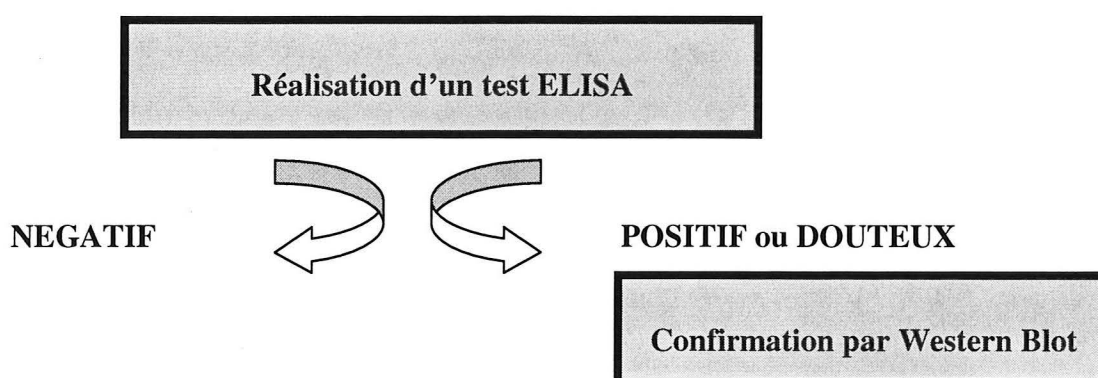 Réalisation d'un test ELISA
NEGATIF
POSITIF ou DOUTEUX
Confirmation par Western Blot